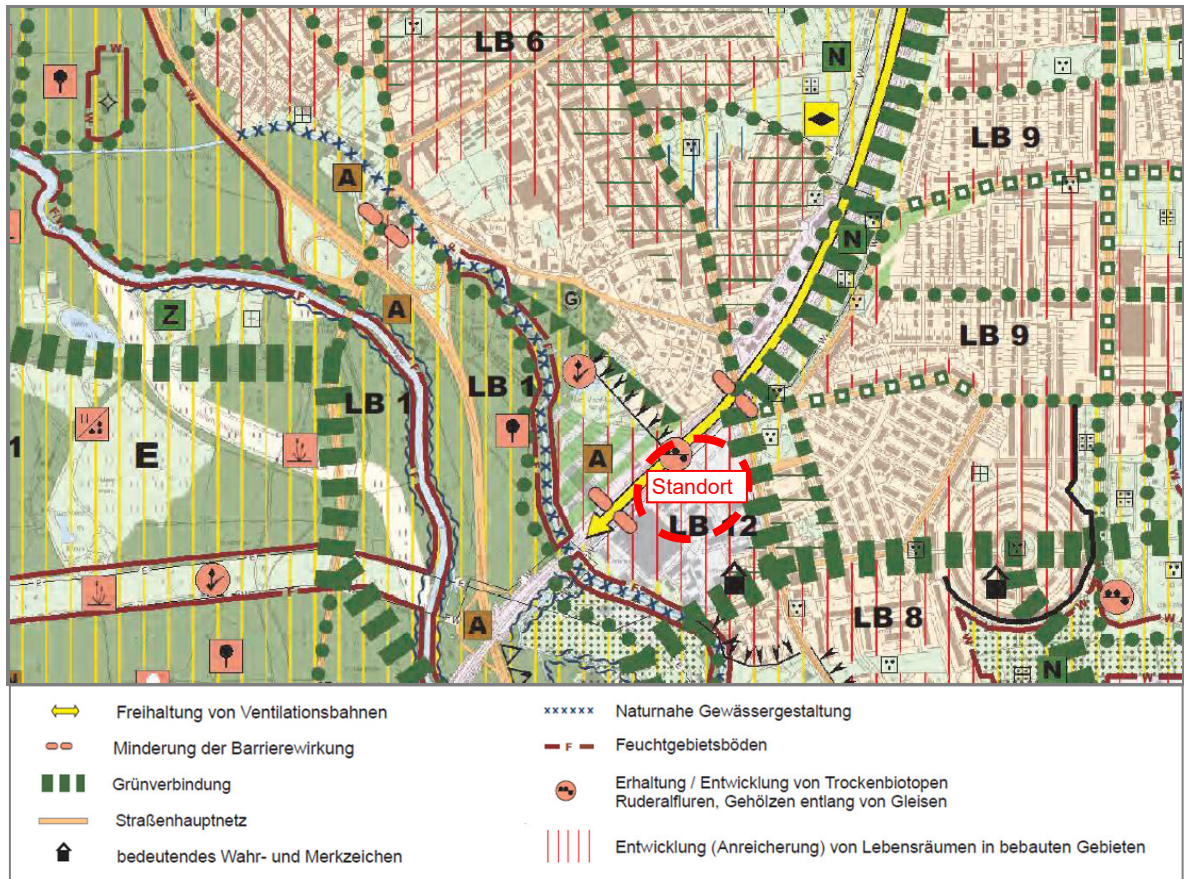 LB 6
N
W
W
LB 9
A
N
Z
A
G
LB 9
LB 1
LB 1
E
A
Standort
LB 12
A
LB 8
N
Freihaltung von Ventilationsbahnen
Minderung der Barrierewirkung
Grünverbindung
Straßenhauptnetz
bedeutendes Wahr- und Merkzeichen
Naturnahe Gewässergestaltung
F Feuchtgebietsböden
Erhaltung / Entwicklung von Trockenbiotopen
Ruderalfluren, Gehölzen entlang von Gleisen
Entwicklung (Anreicherung) von Lebensräumen in bebauten Gebieten